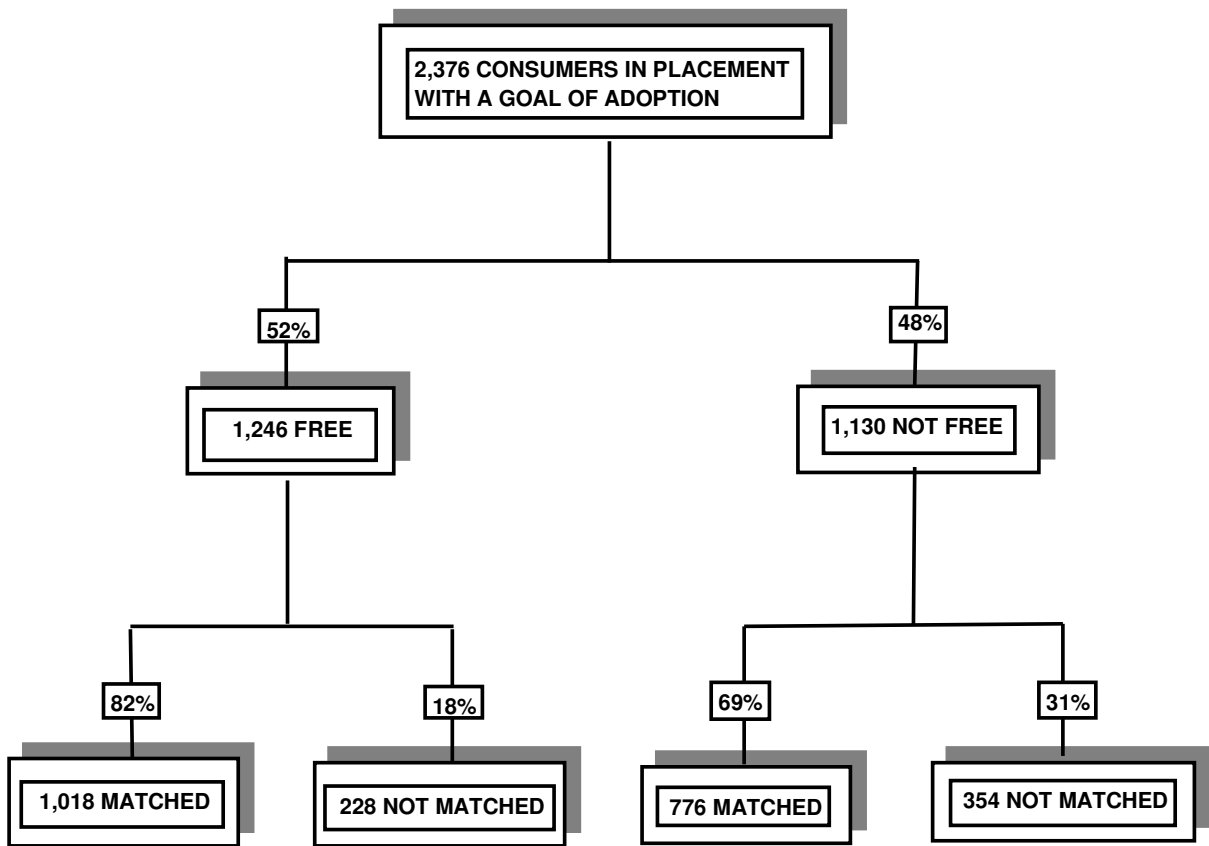 2,376 CONSUMERS IN PLACEMENT
WITH A GOAL OF ADOPTION
52%
48%
1,246 FREE
1,130 NOT FREE
82%
18%
69%
31%
1,018 MATCHED
228 NOT MATCHED
776 MATCHED
354 NOT MATCHED